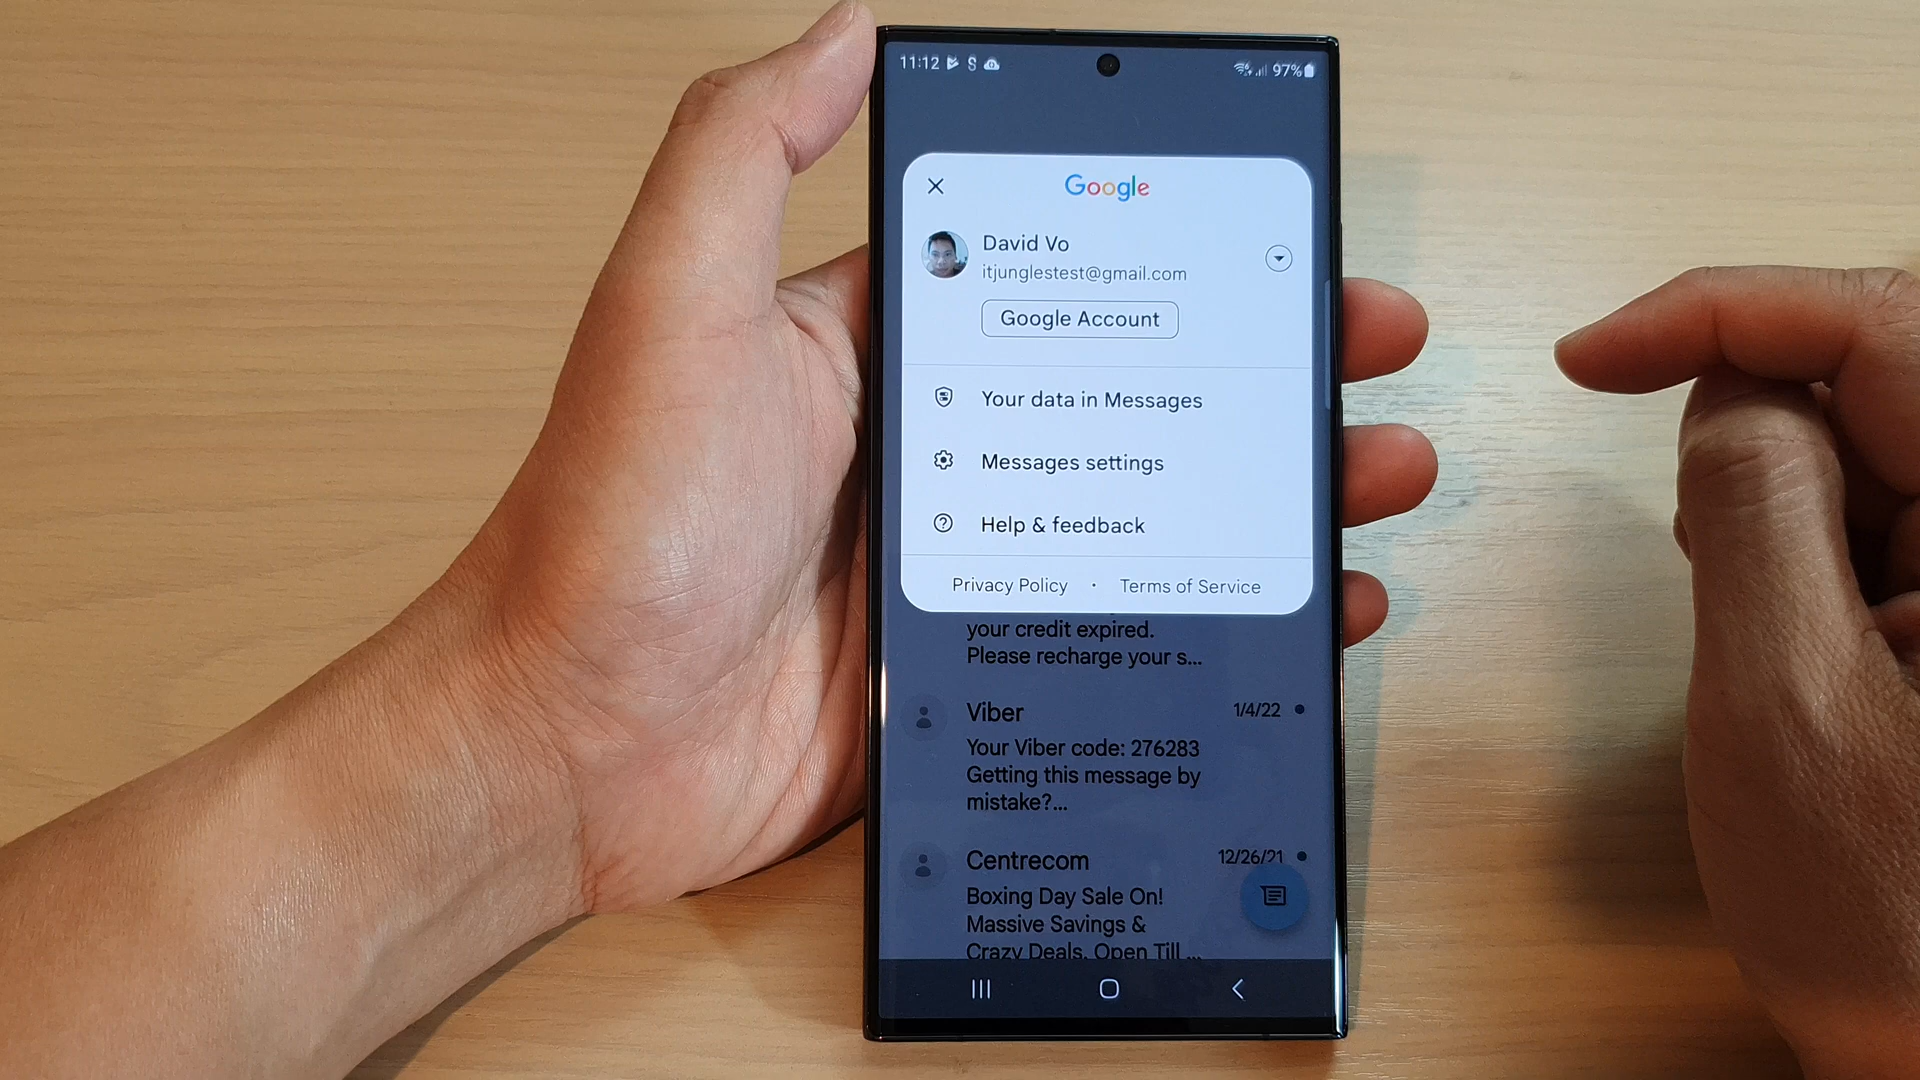 11:12
97%
Google
David Vo
itjunglestest@gmail.com
Google Account
Your data in Messages
Messages settings
Help & feedback
Privacy Policy · Terms of Service
your credit expired.
Please recharge your s...
Viber 1/4/22
Your Viber code: 276283
Getting this message by
mistake?...
Centrecom 12/26/21
Boxing Day Sale On!
Massive Savings &
Crazy Deals. Open Till ...